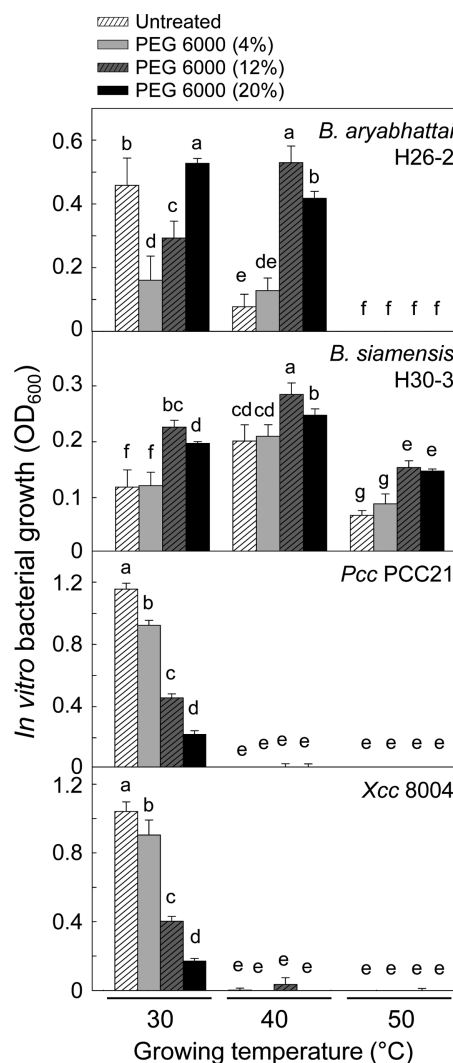 Untreated
PEG 6000 (4%)
PEG 6000 (12%)
PEG 6000 (20%)
In vitro bacterial growth (OD600)
B. aryabhattai
H26-2
0.6
0.4
0.2
0
b d c a
e de a b
f f f f
B. siamensis
H30-3
0.3
0.2
0.1
0
f f bc d
cd cd a b
g g e e
Pcc PCC21
1.2
0.8
0.4
0
a b c d
e e e e
e e e e
Xcc 8004
1.2
0.8
0.4
0
a b c d
e e e e
e e e e
30 40 50
Growing temperature (°C)